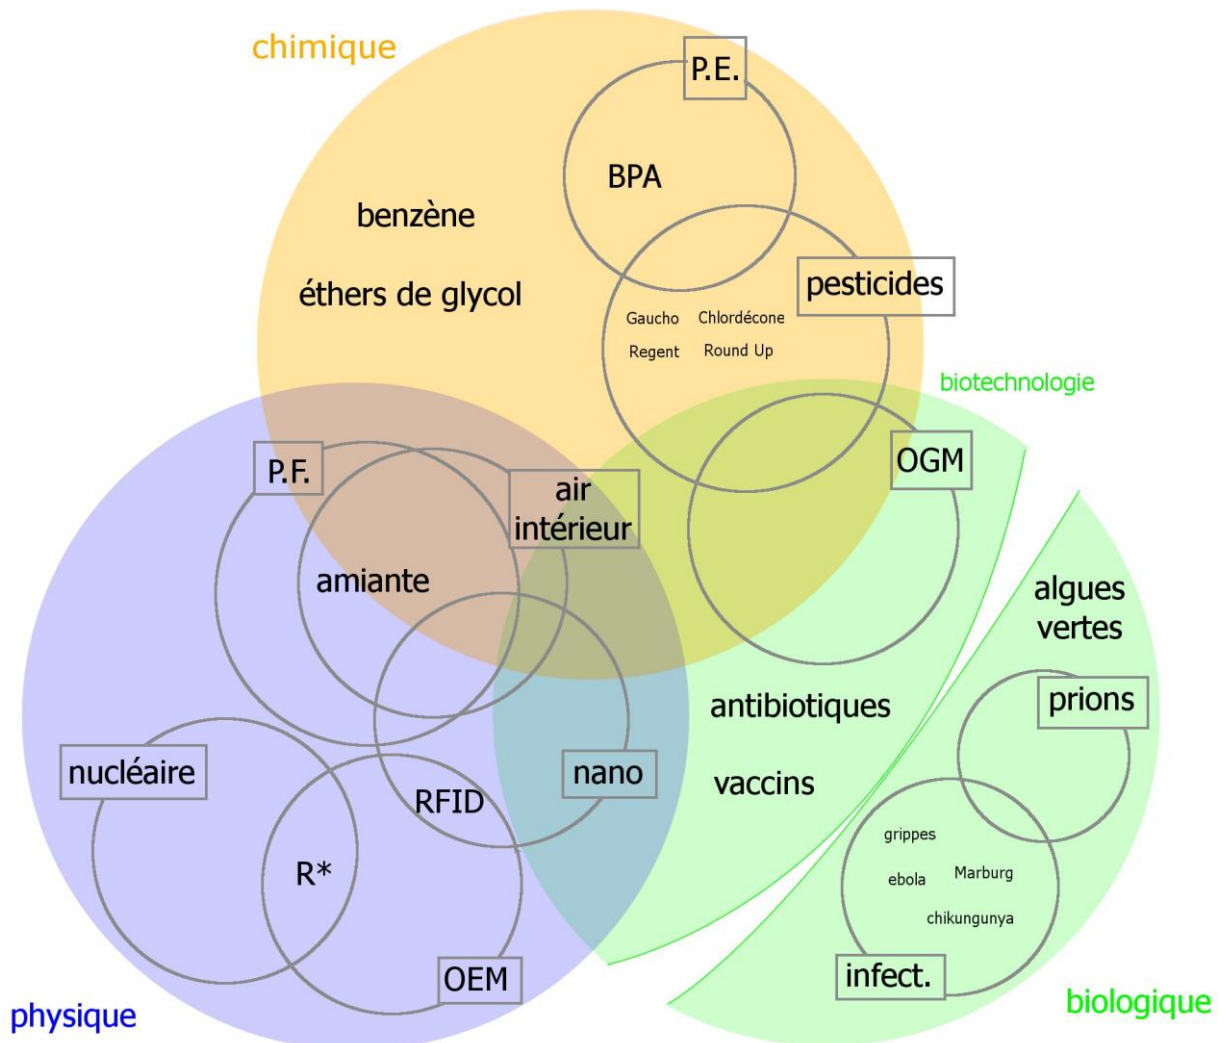 chimique
P.E.
BPA
benzène
éthers de glycol
pesticides
Gaucho Chlordécone
Regent Round Up
biotechnologie
P.F.
OGM
air
intérieur
amiante
algues
vertes
prions
antibiotiques
nucléaire
nano
vaccins
RFID
grippes
R*
ebola Marburg
chikungunya
OEM
infect.
physique
biologique